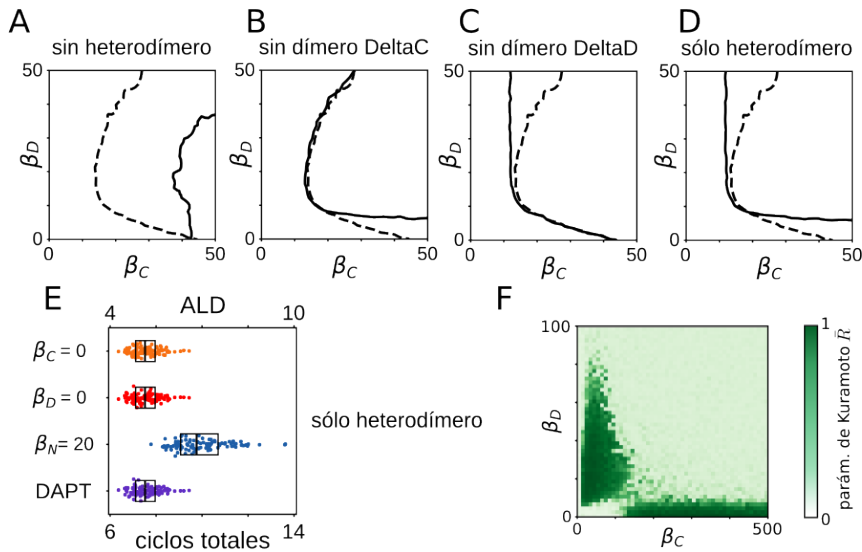 A
sin heterodímero
B
sin dímero DeltaC
C
sin dímero DeltaD
D
sólo heterodímero
50
β_D
0
0
50
β_C
50
β_D
0
0
50
β_C
50
β_D
0
0
50
β_C
50
β_D
0
0
50
β_C
E
4
ALD
10
β_C = 0
β_D = 0
β_N = 20
DAPT
6
ciclos totales
14
sólo heterodímero
F
100
β_D
0
0
500
β_C
1
0
parám. de Kuramoto R̄